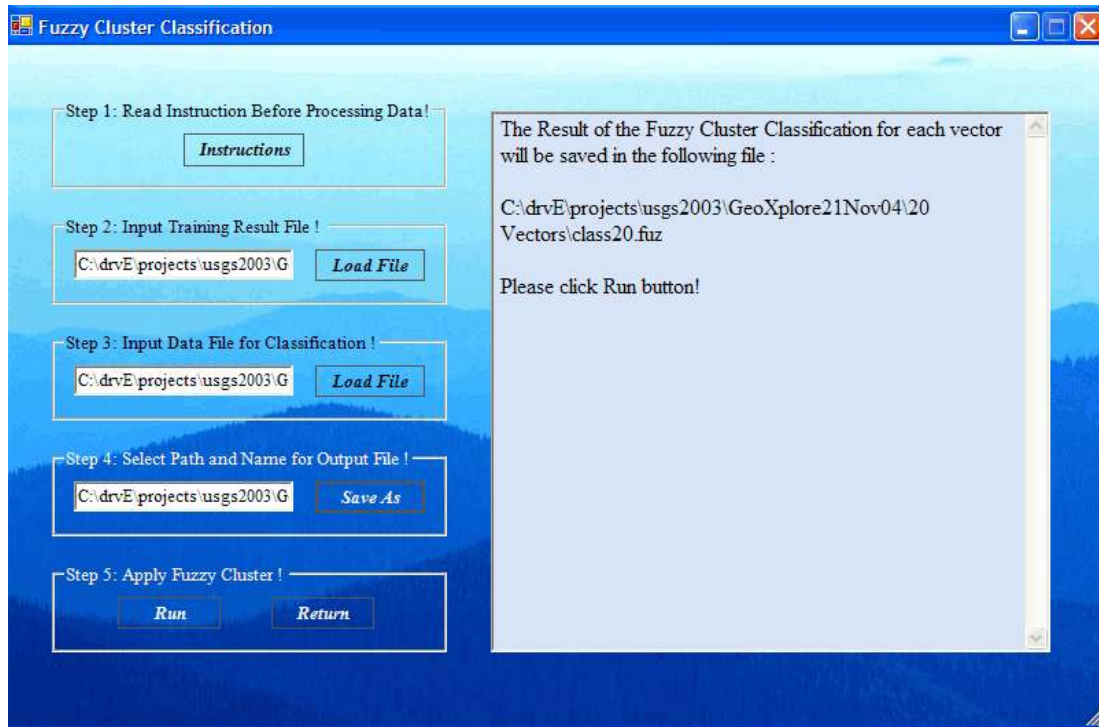 Fuzzy Cluster Classification
Step 1: Read Instruction Before Processing Data!
Instructions
Step 2: Input Training Result File !
C:\drvE\projects\usgs2003\G
Load File
Step 3: Input Data File for Classification !
C:\drvE\projects\usgs2003\G
Load File
Step 4: Select Path and Name for Output File !
C:\drvE\projects\usgs2003\G
Save As
Step 5: Apply Fuzzy Cluster !
Run
Return
The Result of the Fuzzy Cluster Classification for each vector
will be saved in the following file :
C:\drvE\projects\usgs2003\GeoXplore21Nov04\20
Vectors\class20.fuz
Please click Run button!